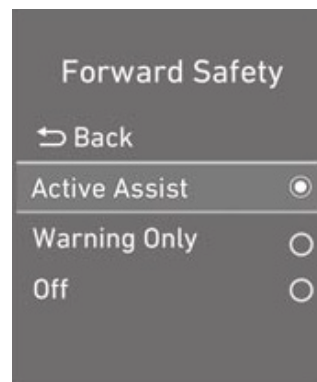 Forward Safety
Back
Active Assist
Warning Only
Off